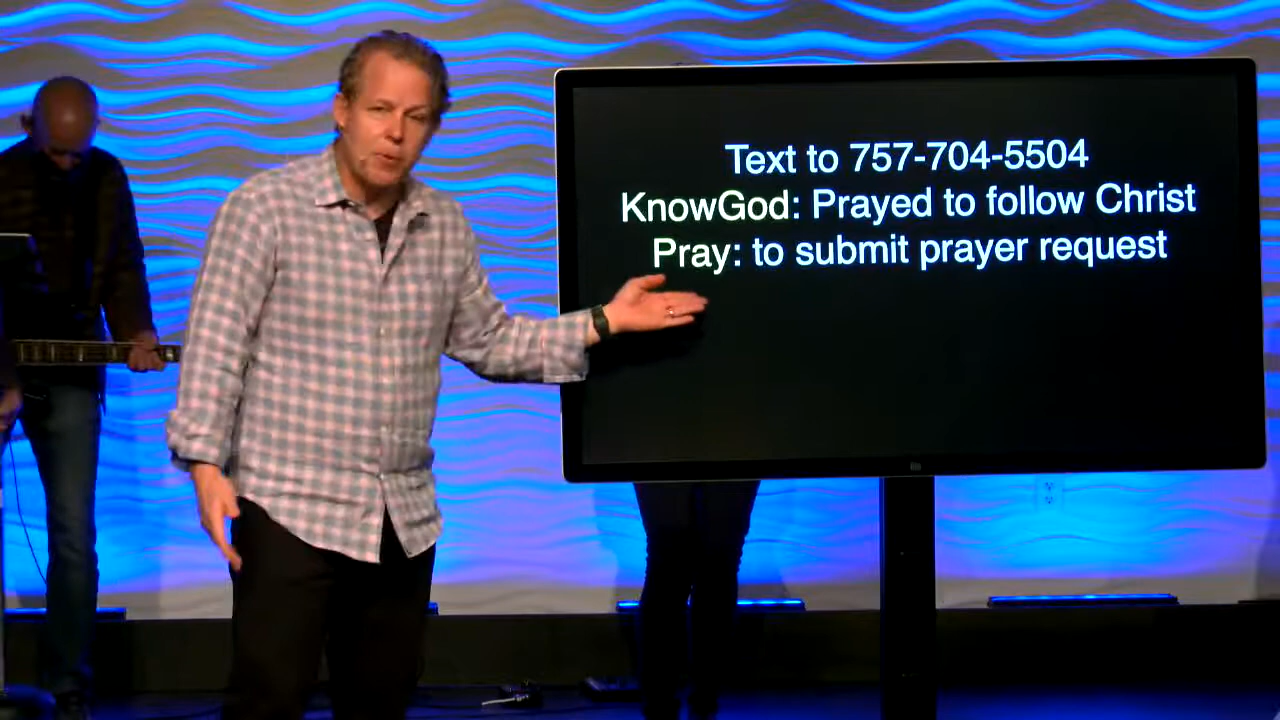 Text to 757-704-5504
KnowGod: Prayed to follow Christ
Pray: to submit prayer request